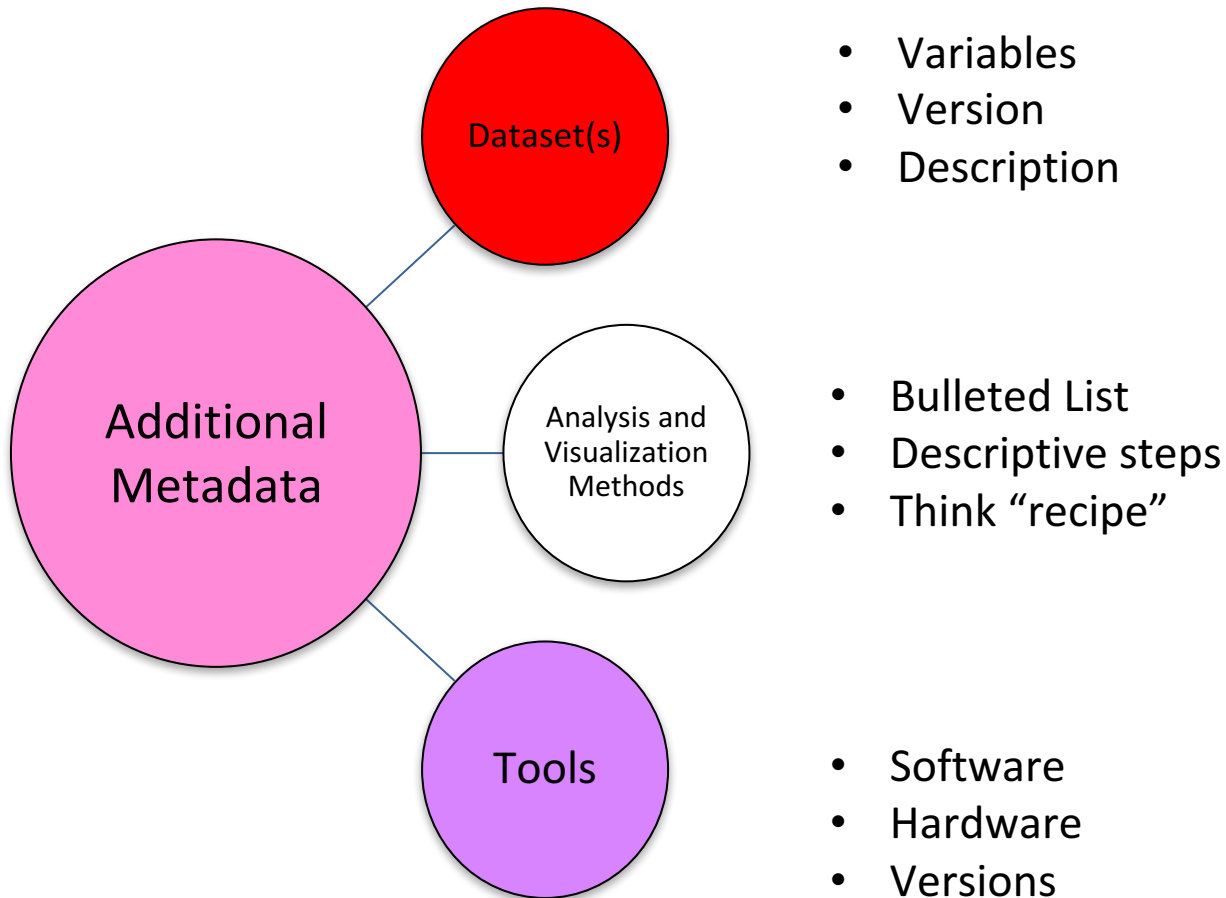 Dataset(s)
• Variables
• Version
• Description
Additional
Metadata
Analysis and
Visualization
Methods
• Bulleted List
• Descriptive steps
• Think “recipe”
Tools
• Software
• Hardware
• Versions